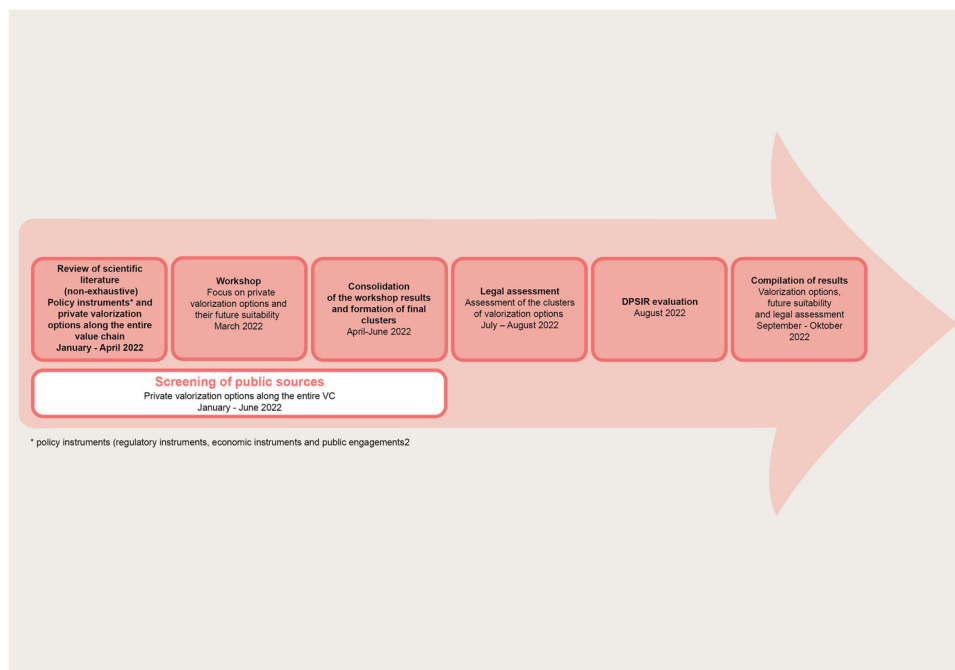 Review of scientific
literature
(non-exhaustive)
Policy instruments* and
private valorization
options along the entire
value chain
January - April 2022
Workshop
Focus on private
valorization options and
their future suitability
March 2022
Consolidation
of the workshop results
and formation of final
clusters
April-June 2022
Legal assessment
Assessment of the clusters
of valorization options
July – August 2022
DPSIR evaluation
August 2022
Compilation of results
Valorization options,
future suitability
and legal assessment
September - Oktober
2022
Screening of public sources
Private valorization options along the entire VC
January - June 2022
* policy instruments (regulatory instruments, economic instruments and public engagements2